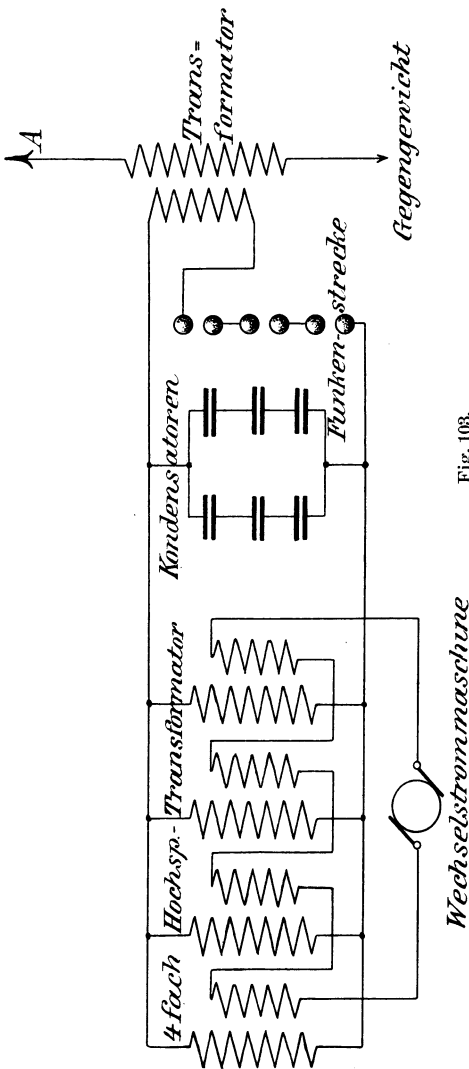 A
Trans=
formator
Gegengewicht
Funken-strecke
Kondensatoren
4fach Hochsp.-Transformator
Wechselstrommaschine
Fig. 103.